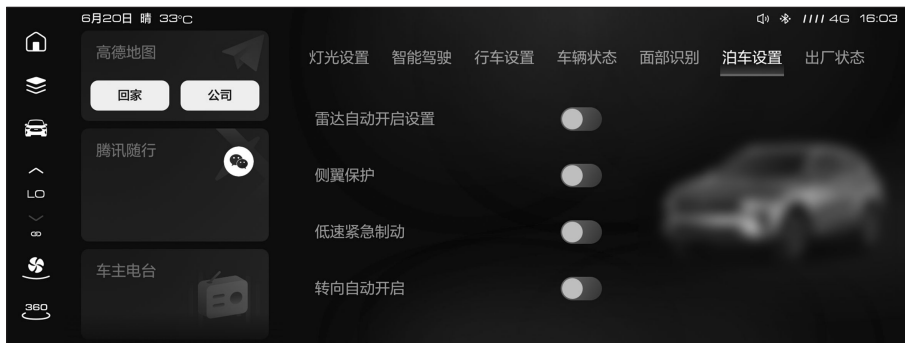 6月20日 晴 33°C
4G 16:03
高德地图
回家
公司
腾讯随行
车主电台
LO
360
灯光设置 智能驾驶 行车设置 车辆状态 面部识别 泊车设置 出厂状态
雷达自动开启设置
侧翼保护
低速紧急制动
转向自动开启